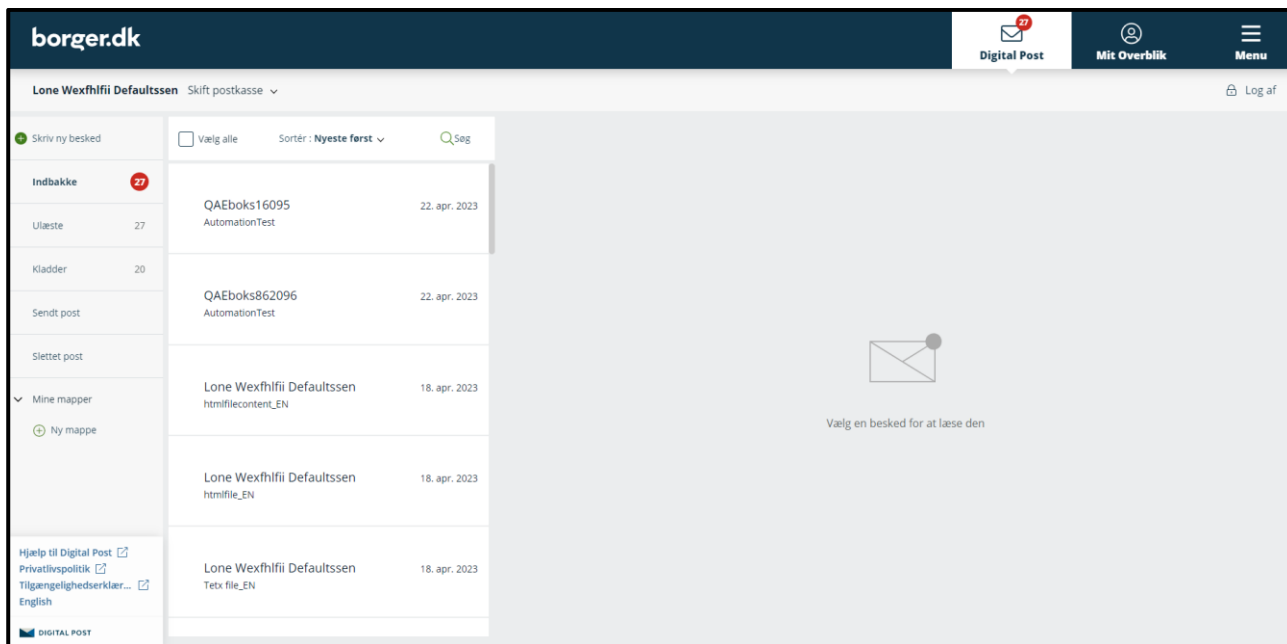 borger.dk
27
Digital Post
Mit Overblik
Menu
Lone Wexfhlfii Defaultssen Skift postkasse
Log af
Skriv ny besked
Indbakke 27
Ulæste 27
Kladder 20
Sendt post
Slettet post
Mine mapper
Ny mappe
Hjælp til Digital Post
Privatlivspolitik
Tilgængelighedserklær...
English
DIGITAL POST
Vælg alle Sortér : Nyeste først Søg
QAEboks16095 22. apr. 2023
AutomationTest
QAEboks862096 22. apr. 2023
AutomationTest
Lone Wexfhlfii Defaultssen 18. apr. 2023
htmlfilecontent_EN
Lone Wexfhlfii Defaultssen 18. apr. 2023
htmlfile_EN
Lone Wexfhlfii Defaultssen 18. apr. 2023
Tetx file_EN
Vælg en besked for at læse den